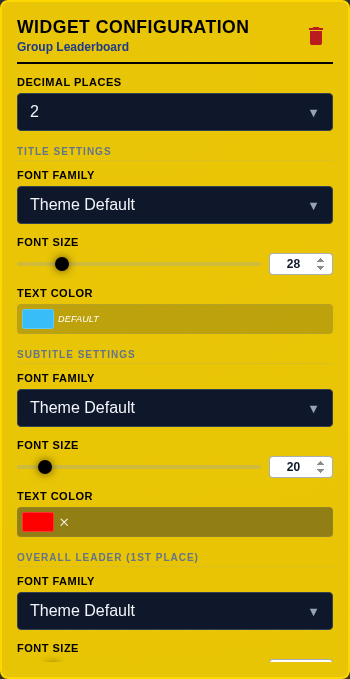 WIDGET CONFIGURATION
Group Leaderboard
DECIMAL PLACES
2
TITLE SETTINGS
FONT FAMILY
Theme Default
FONT SIZE
28
TEXT COLOR
DEFAULT
SUBTITLE SETTINGS
FONT FAMILY
Theme Default
FONT SIZE
20
TEXT COLOR
×
OVERALL LEADER (1ST PLACE)
FONT FAMILY
Theme Default
FONT SIZE